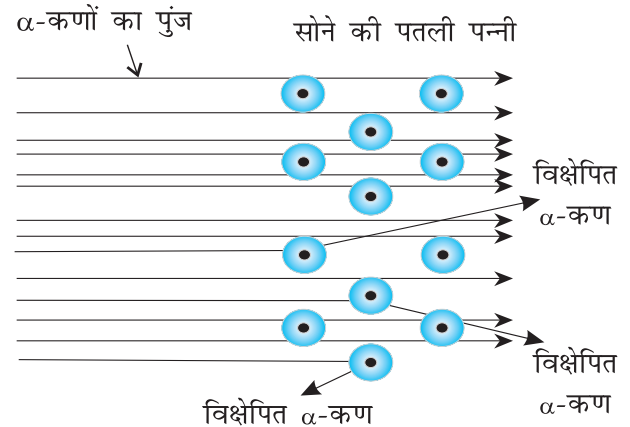 α-कणों का पुंज
सोने की पतली पन्नी
विक्षेपित
α-कण
विक्षेपित
α-कण
विक्षेपित α-कण